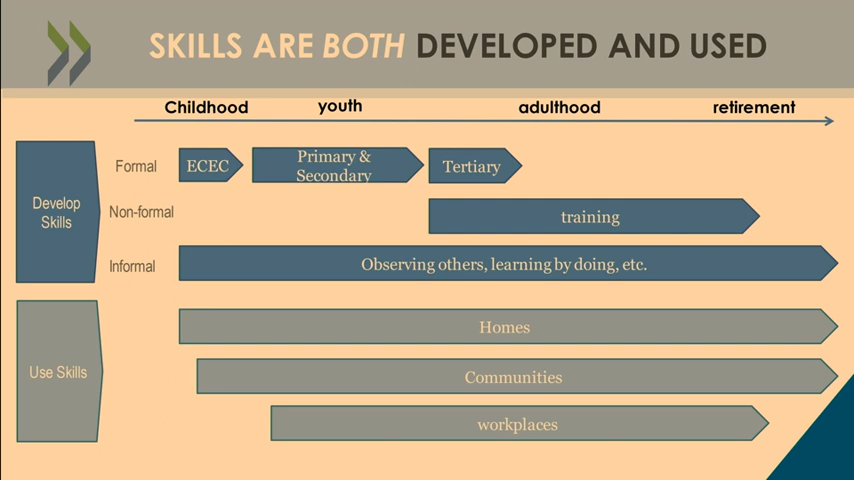 SKILLS ARE BOTH DEVELOPED AND USED
Childhood youth adulthood retirement
Develop
Skills
Formal
ECEC
Primary &
Secondary
Tertiary
Non-formal
training
Informal
Observing others, learning by doing, etc.
Use Skills
Homes
Communities
workplaces